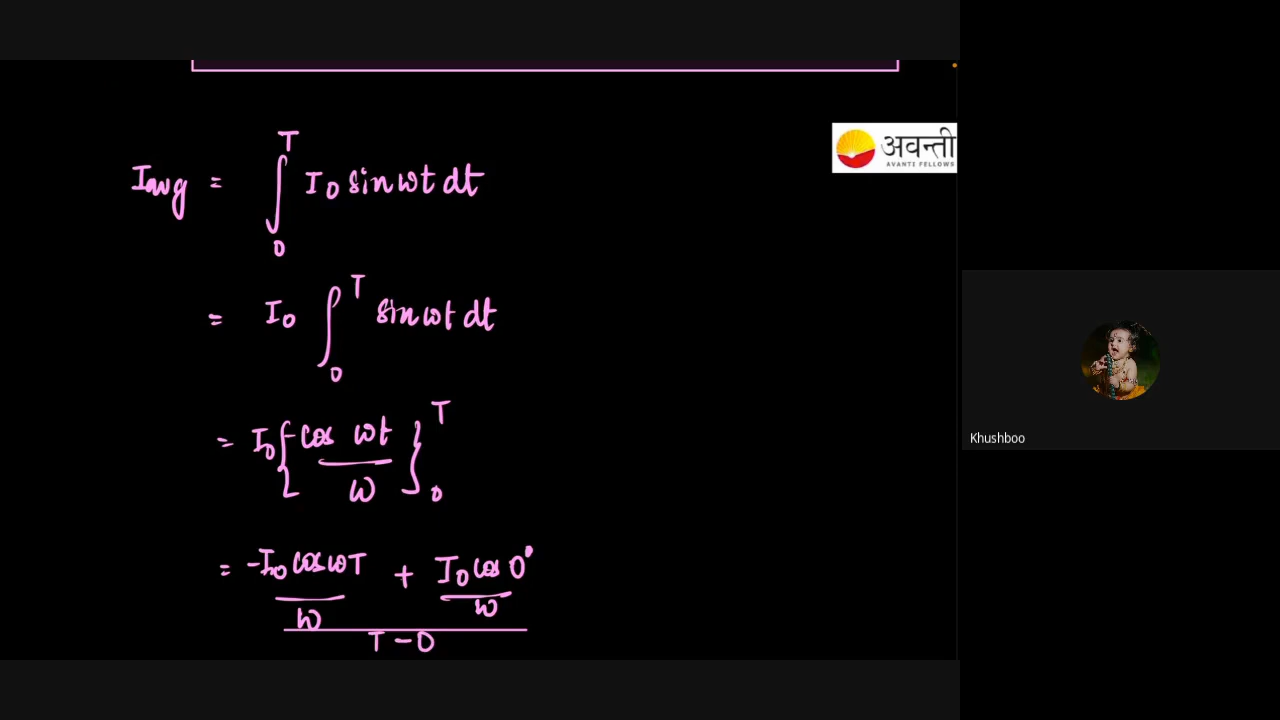 अवन्ती
AVANTI FELLOWS
Iavg = ∫₀ᵀ I₀ sin ωt dt
= I₀ ∫₀ᵀ sin ωt dt
= I₀ {-cos ωt / ω}₀ᵀ
= -I₀ cos ωT / ω + I₀ cos 0° / ω
T - 0
Khushboo